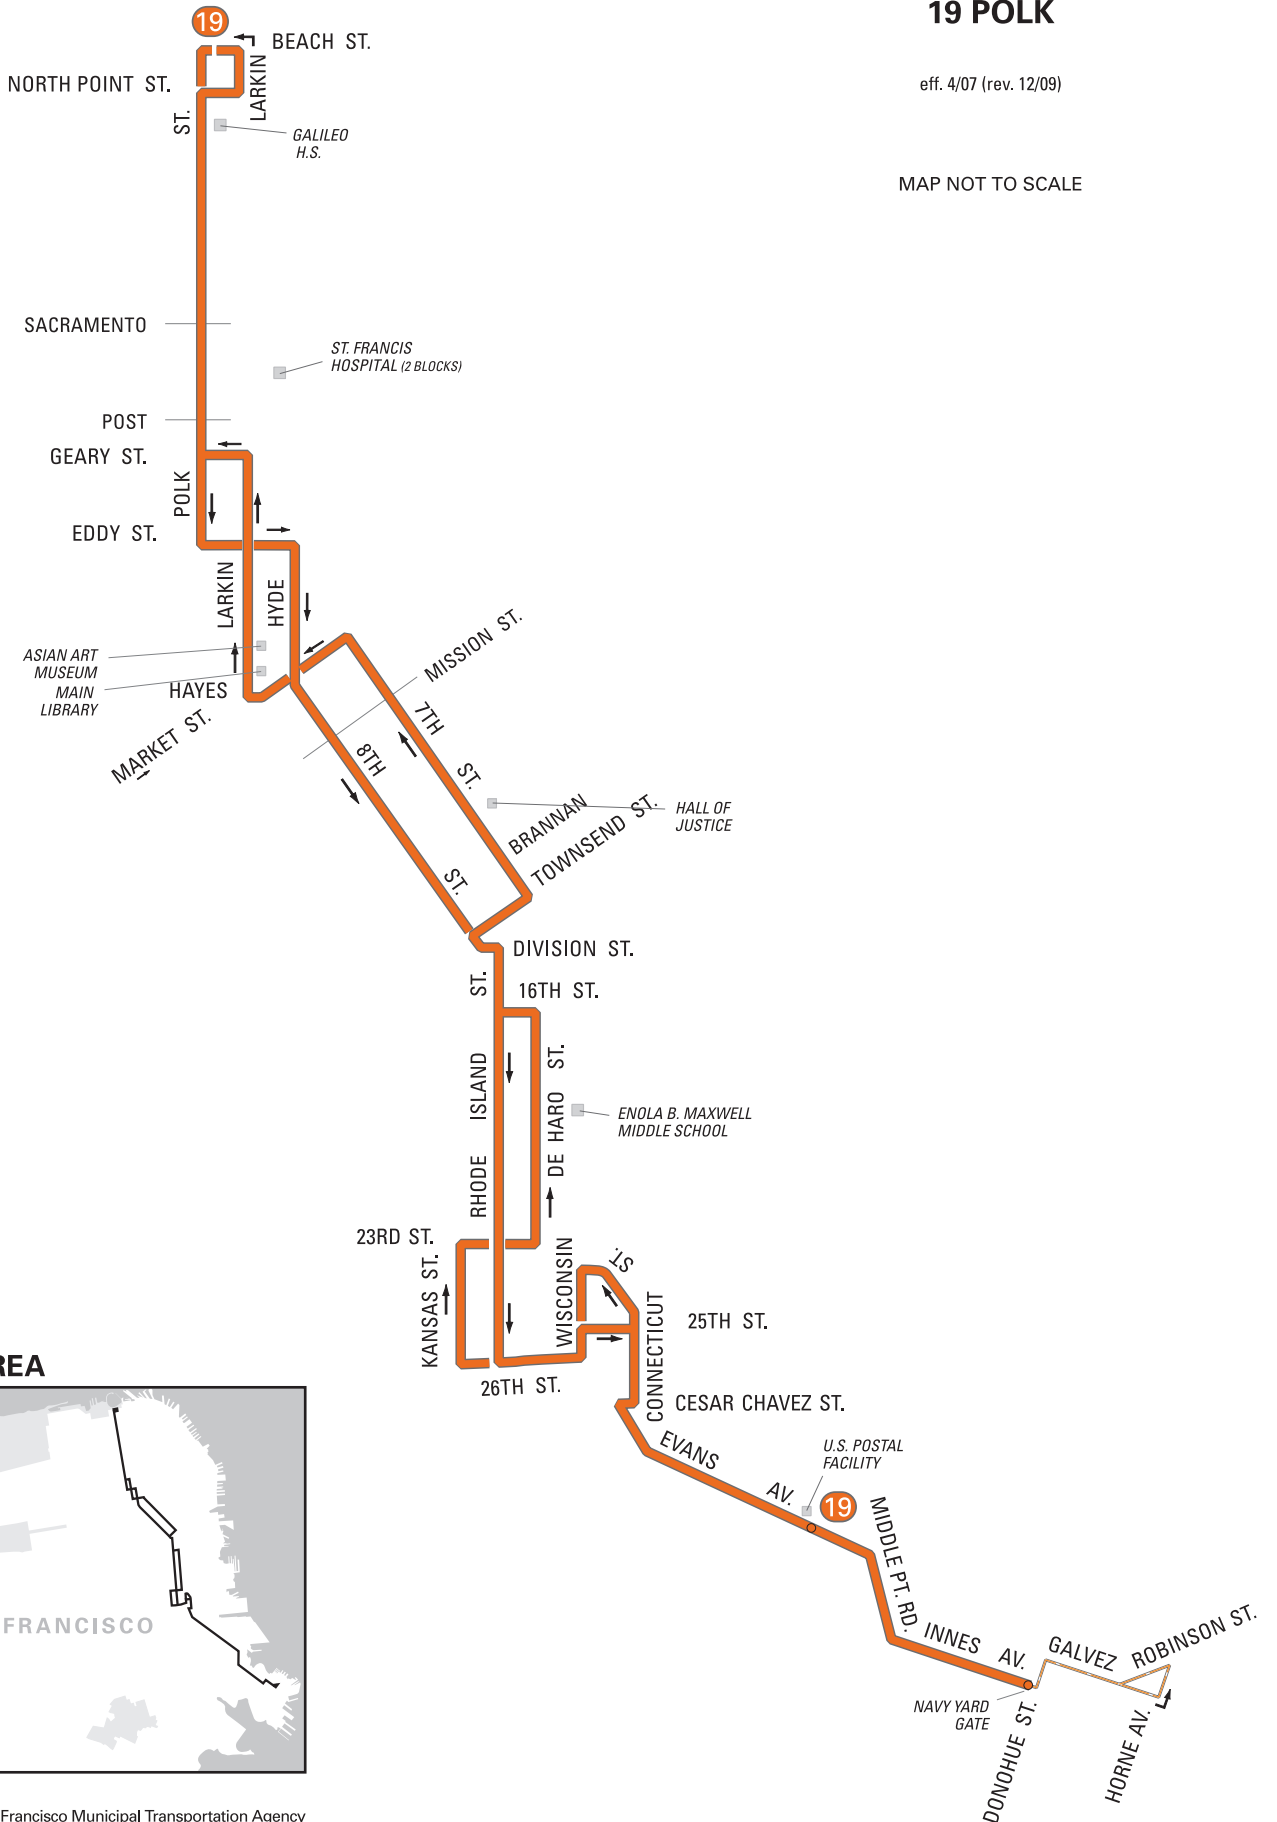 19 POLK
eff. 4/07 (rev. 12/09)
MAP NOT TO SCALE
19
BEACH ST.
NORTH POINT ST.
LARKIN
ST.
GALILEO
H.S.
SACRAMENTO
ST. FRANCIS
HOSPITAL (2 BLOCKS)
POST
GEARY ST.
POLK
EDDY ST.
LARKIN
HYDE
ASIAN ART
MUSEUM
MAIN
LIBRARY
HAYES
MARKET ST.
MISSION ST.
7TH
ST.
8TH
ST.
BRANNAN
TOWNSEND ST.
HALL OF
JUSTICE
DIVISION ST.
ST.
16TH ST.
ISLAND
RHODE
DE HARO ST.
ENOLA B. MAXWELL
MIDDLE SCHOOL
23RD ST.
KANSAS ST.
WISCONSIN
ST.
25TH ST.
CONNECTICUT
26TH ST.
CESAR CHAVEZ ST.
EVANS
AV.
U.S. POSTAL
FACILITY
19
MIDDLE PT. RD.
INNES AV.
GALVEZ
ROBINSON ST.
NAVY YARD
GATE
DONOHUE ST.
HORNE AV.
REA
FRANCISCO
Francisco Municipal Transportation Agency